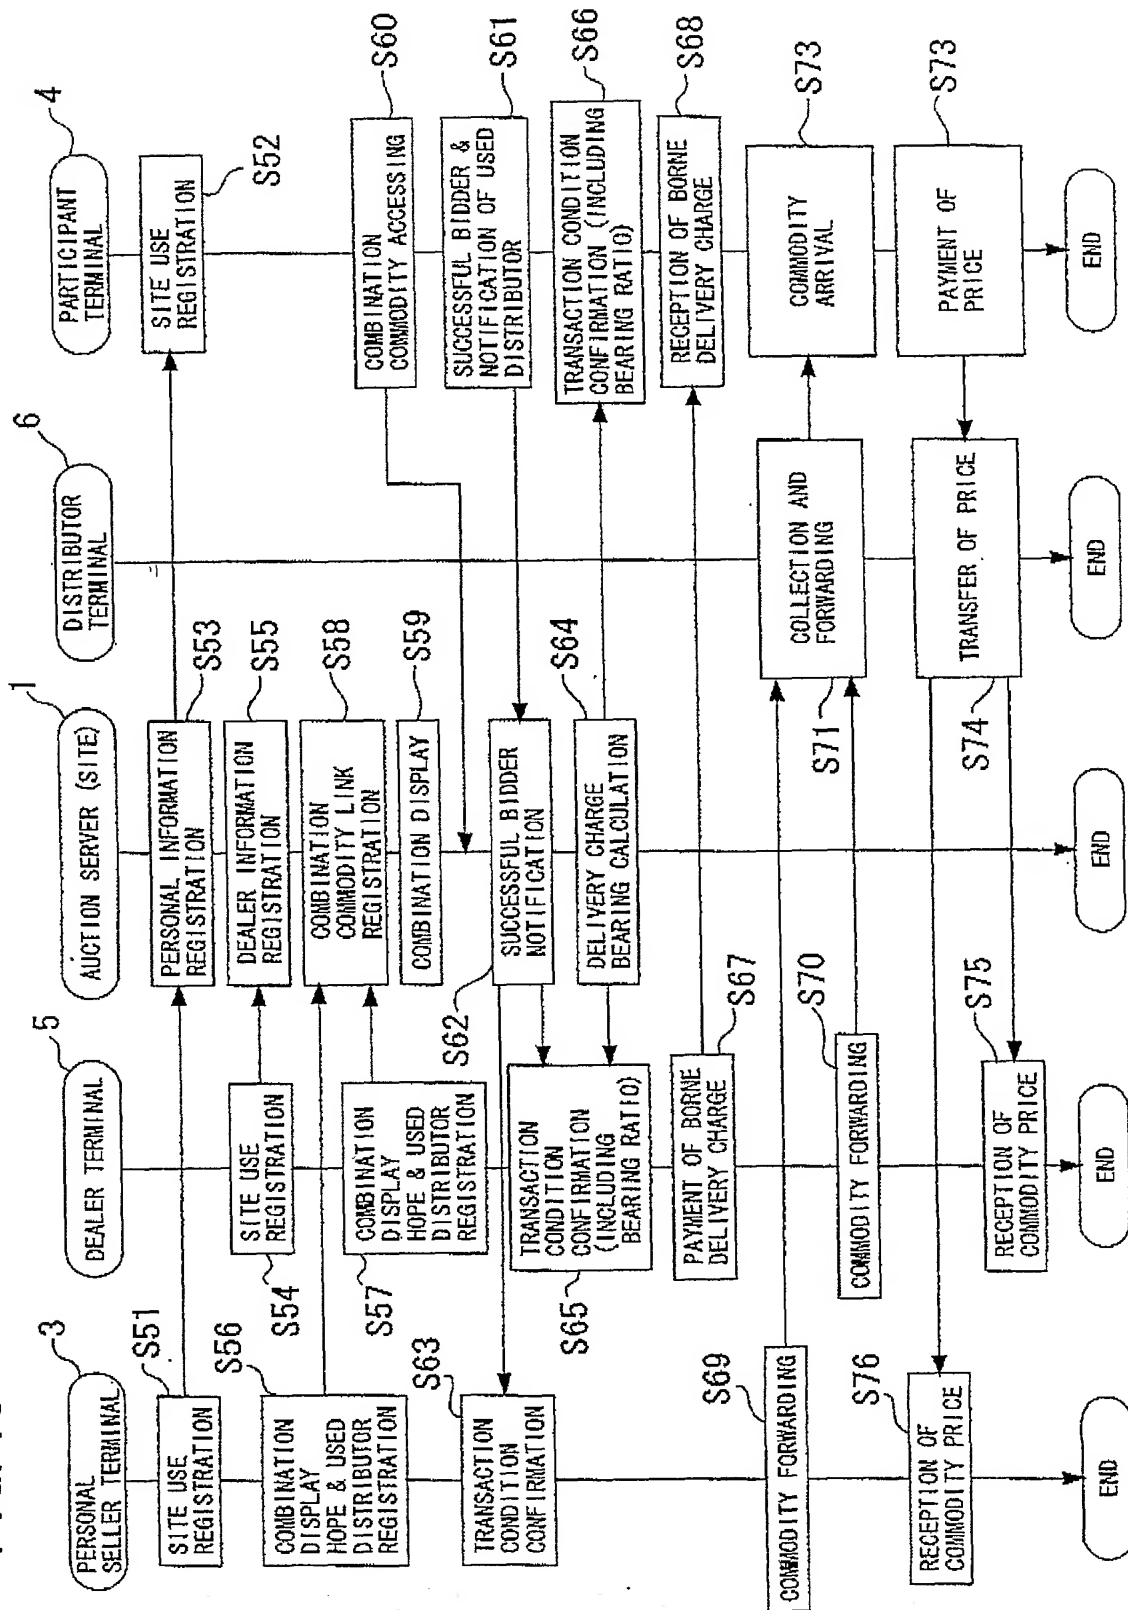 PERSONAL
SELLER TERMINAL
3
SITE USE
REGISTRATION
S51
COMBINATION
DISPLAY
HOPE & USED
DISTRIBUTOR
REGISTRATION
S56
TRANSACTION
CONDITION
CONFIRMATION
S63
COMMODITY FORWARDING
S69
RECEPTION OF
COMMODITY PRICE
S76
END
DEALER TERMINAL
5
SITE USE
REGISTRATION
S54
COMBINATION
DISPLAY
HOPE & USED
DISTRIBUTOR
REGISTRATION
S57
TRANSACTION
CONDITION
CONFIRMATION
(INCLUDING
BEARING RATIO)
S65
PAYMENT OF BORNE
DELIVERY CHARGE
S67
COMMODITY FORWARDING
S70
RECEPTION OF
COMMODITY PRICE
S75
END
AUCTION SERVER (SITE)
1
PERSONAL INFORMATION
REGISTRATION
S53
DEALER INFORMATION
REGISTRATION
S55
COMBINATION
COMMODITY LINK
REGISTRATION
S58
COMBINATION DISPLAY
S59
SUCCESSFUL BIDDER
NOTIFICATION
S62
DELIVERY CHARGE
BEARING CALCULATION
S64
END
DISTRIBUTOR
TERMINAL
6
COLLECTION AND
FORWARDING
S71
TRANSFER OF PRICE
S74
END
PARTICIPANT
TERMINAL
4
SITE USE
REGISTRATION
S52
COMBINATION
COMMODITY ACCESSING
S60
SUCCESSFUL BIDDER &
NOTIFICATION OF USED
DISTRIBUTOR
S61
TRANSACTION CONDITION
CONFIRMATION (INCLUDING
BEARING RATIO)
S66
RECEPTION OF BORNE
DELIVERY CHARGE
S68
COMMODITY
ARRIVAL
S73
PAYMENT OF
PRICE
S73
END